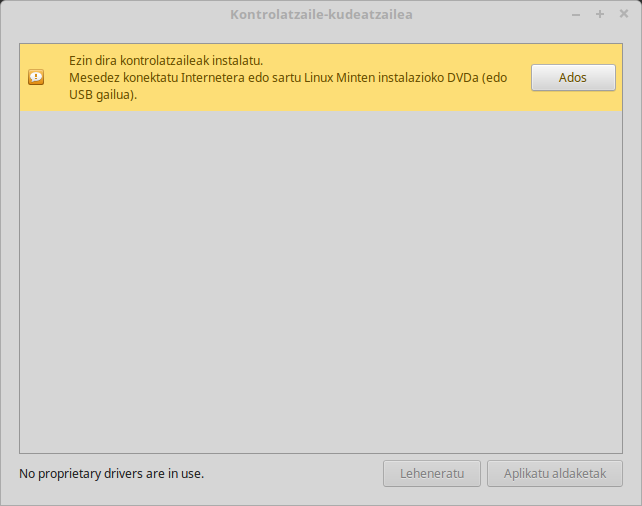 Kontrolatzaile-kudeatzailea
Ezin dira kontrolatzaileak instalatu.
Mesedez konektatu Internetera edo sartu Linux Minten instalazioko DVDa (edo
USB gailua).
Ados
No proprietary drivers are in use.
Leheneratu
Aplikatu aldaketak